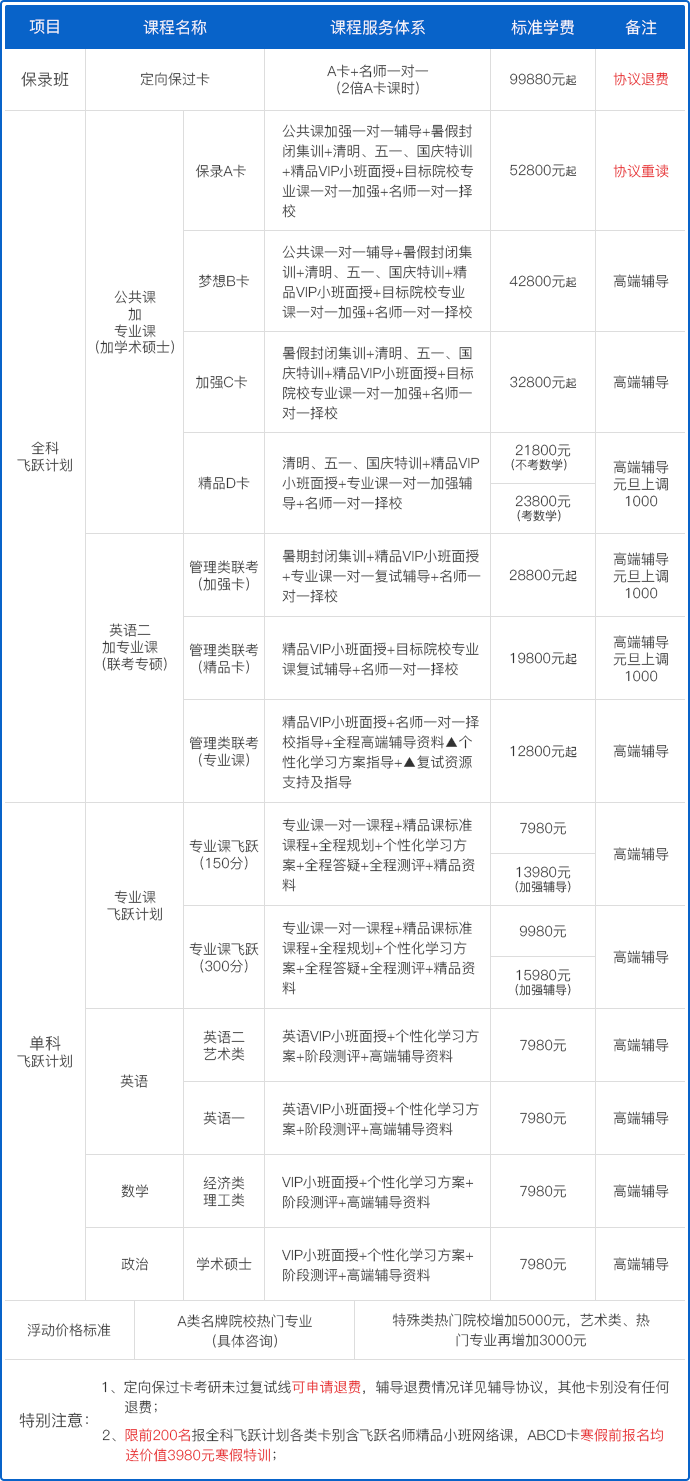 项目 课程名称 课程服务体系 标准学费 备注
保录班 定向保过卡 A卡+名师一对一 99880元起 协议退费
(2倍A卡课时)
全科
飞跃计划
公共课
加
专业课
(加学术硕士)
保录A卡
公共课加强一对一辅导+暑假封
闭集训+清明、五一、国庆特训
+精品VIP小班面授+目标院校专
业课一对一加强+名师一对一择
校
52800元起
协议重读
梦想B卡
公共课一对一辅导+暑假封闭集
训+清明、五一、国庆特训+精
品VIP小班面授+目标院校专业
课一对一加强+名师一对一择校
42800元起
高端辅导
加强C卡
暑假封闭集训+清明、五一、国
庆特训+精品VIP小班面授+目标
院校专业课一对一加强+名师一
对一择校
32800元起
高端辅导
精品D卡
清明、五一、国庆特训+精品VIP
小班面授+专业课一对一加强辅
导+名师一对一择校
21800元
(不考数学)
23800元
(考数学)
高端辅导
元旦上调
1000
英语二
加专业课
(联考专硕)
管理类联考
(加强卡)
暑期封闭集训+精品VIP小班面授
+专业课一对一复试辅导+名师一
对一择校
28800元起
高端辅导
元旦上调
1000
管理类联考
(精品卡)
精品VIP小班面授+目标院校专业
课复试辅导+名师一对一择校
19800元起
高端辅导
元旦上调
1000
管理类联考
(专业课)
精品VIP小班面授+名师一对一择
校指导+全程高端辅导资料▲个
性化学习方案指导+▲复试资源
支持及指导
12800元起
高端辅导
单科
飞跃计划
专业课
飞跃计划
专业课飞跃
(150分)
专业课一对一课程+精品课标准
课程+全程规划+个性化学习方
案+全程答疑+全程测评+精品资
料
7980元
13980元
(加强辅导)
高端辅导
专业课飞跃
(300分)
专业课一对一课程+精品课标准
课程+全程规划+个性化学习方
案+全程答疑+全程测评+精品资
料
9980元
15980元
(加强辅导)
高端辅导
英语
英语二
艺术类
英语VIP小班面授+个性化学习方
案+阶段测评+高端辅导资料
7980元
高端辅导
英语一
英语VIP小班面授+个性化学习方
案+阶段测评+高端辅导资料
7980元
高端辅导
数学
经济类
理工类
VIP小班面授+个性化学习方案+
阶段测评+高端辅导资料
7980元
高端辅导
政治
学术硕士
VIP小班面授+个性化学习方案+
阶段测评+高端辅导资料
7980元
高端辅导
浮动价格标准
A类名牌院校热门专业
(具体咨询)
特殊类热门院校增加5000元，艺术类、热
门专业再增加3000元
特别注意：
1、定向保过卡考研未过复试线可申请退费，辅导退费情况详见辅导协议，其他卡别没有任何
退费；
2、限前200名报全科飞跃计划各类卡别含飞跃名师精品小班网络课，ABCD卡寒假前报名均
送价值3980元寒假特训；